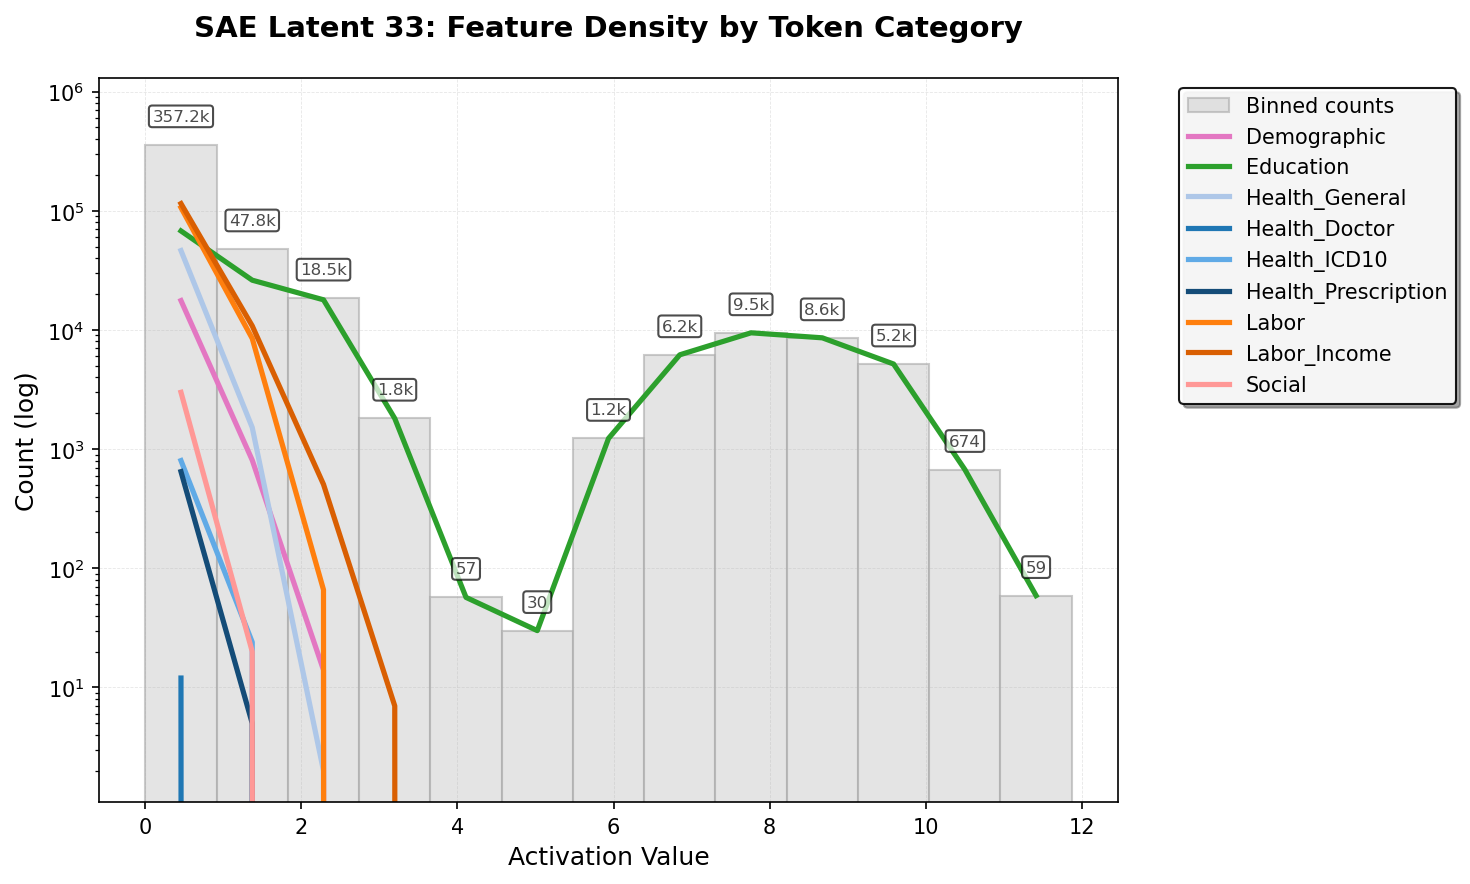 SAE Latent 33: Feature Density by Token Category
Count (log)
10^6
10^5
10^4
10^3
10^2
10^1
357.2k
47.8k
18.5k
1.8k
57
30
1.2k
6.2k
9.5k
8.6k
5.2k
674
59
0 2 4 6 8 10 12
Activation Value
Binned counts
Demographic
Education
Health_General
Health_Doctor
Health_ICD10
Health_Prescription
Labor
Labor_Income
Social